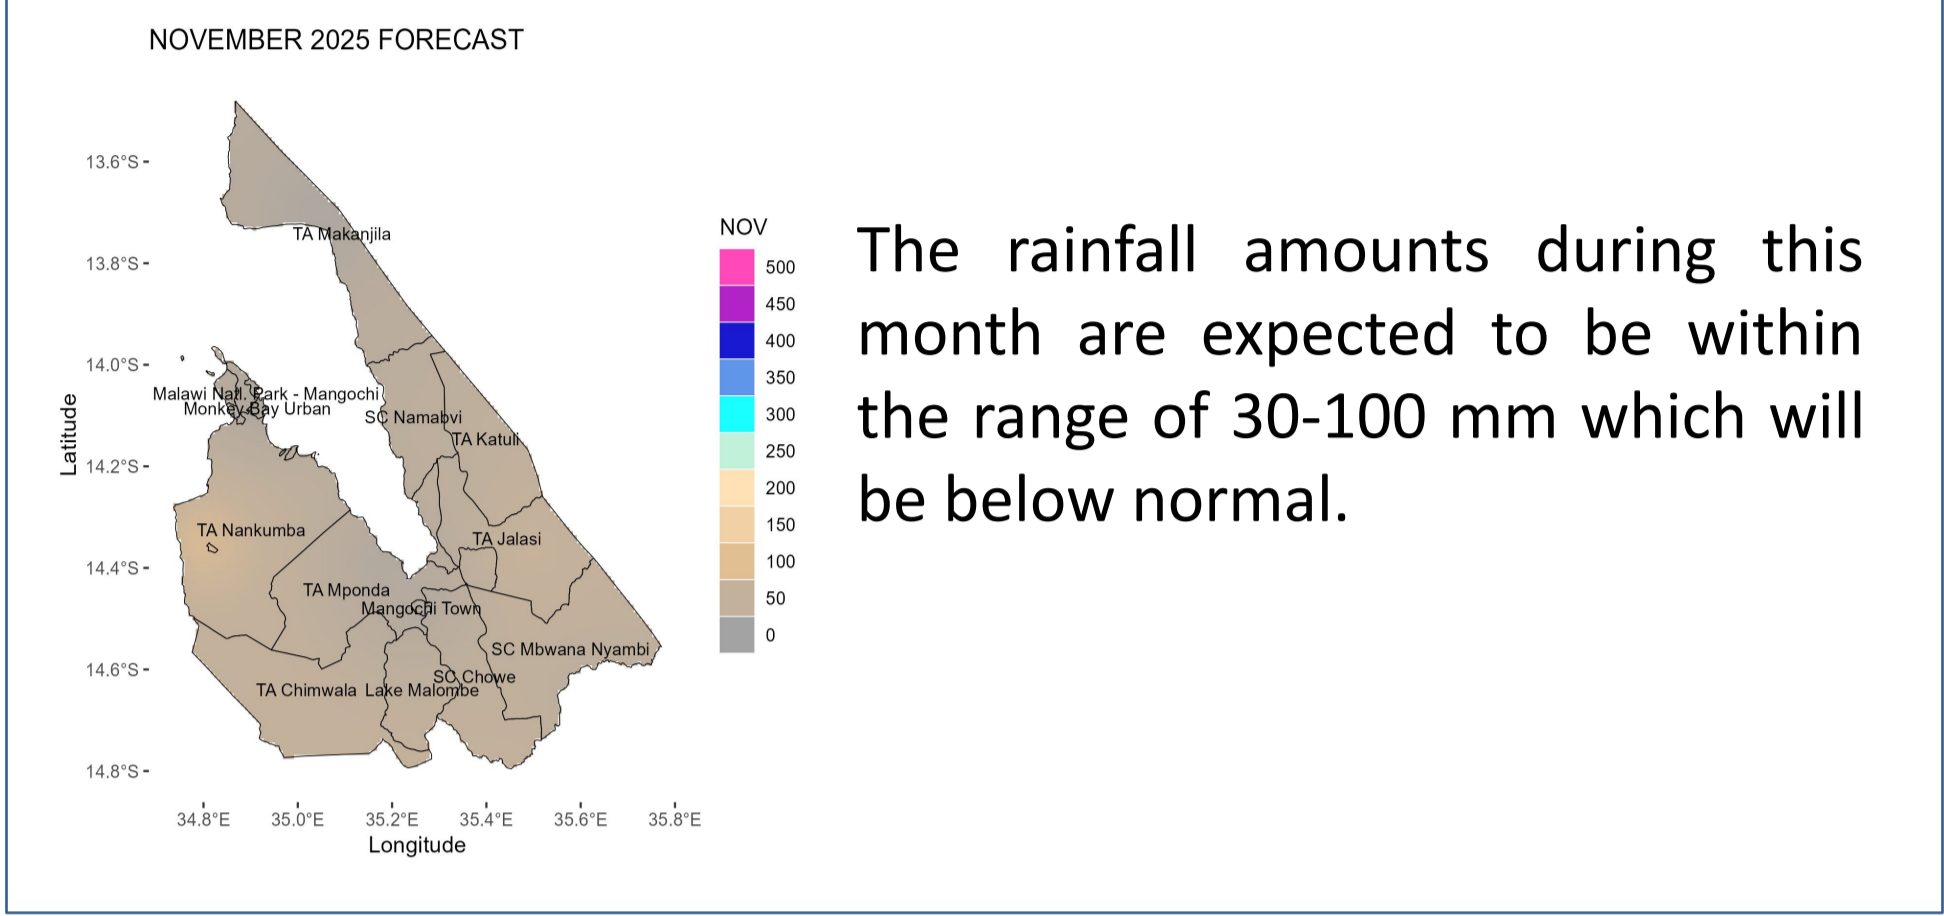 NOVEMBER 2025 FORECAST
13.6°S
13.8°S
14.0°S
14.2°S
14.4°S
14.6°S
14.8°S
Latitude
34.8°E 35.0°E 35.2°E 35.4°E 35.6°E 35.8°E
Longitude
TA Makanjila
Malawi Natl. Park - Mangochi
Monkey Bay Urban
SC Namabvi
TA Katuli
TA Nankumba
TA Jalasi
TA Mponda
Mangochi Town
SC Mbwana Nyambi
SC Chowe
TA Chimwala
Lake Malombe
NOV
500
450
400
350
300
250
200
150
100
50
0
The rainfall amounts during this
month are expected to be within
the range of 30-100 mm which will
be below normal.